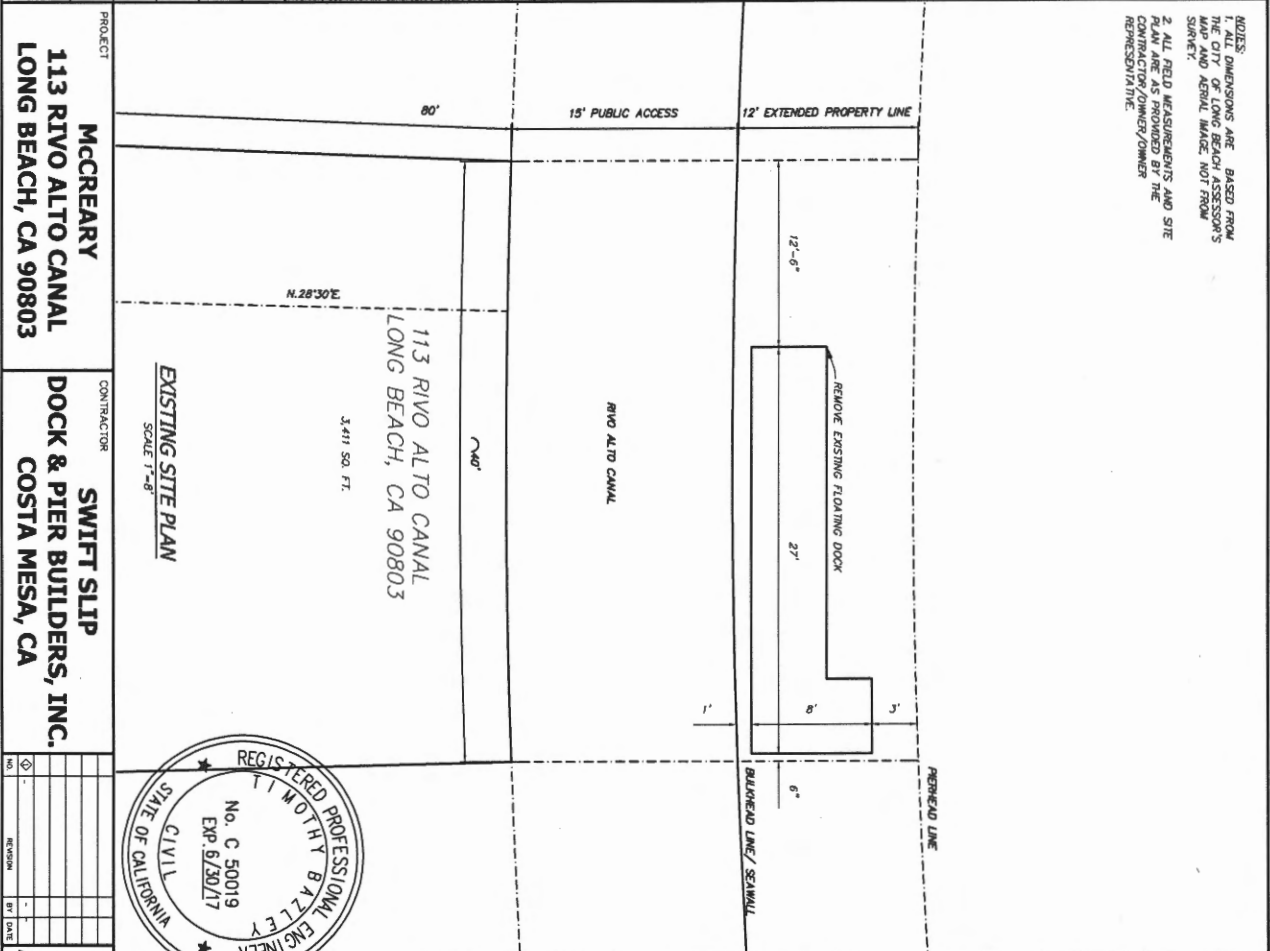 NOTES:
1. ALL DIMENSIONS ARE BASED FROM
THE CITY OF LONG BEACH ASSESSOR'S
MAP AND AERIAL IMAGE, NOT FROM
SURVEY.
2. ALL FIELD MEASUREMENTS AND SITE
PLAN ARE AS PROVIDED BY THE
CONTRACTOR/OWNER/OWNER
REPRESENTATIVE.
80'
15' PUBLIC ACCESS
12' EXTENDED PROPERTY LINE
12'-6"
REMOVE EXISTING FLOATING DOCK
27'
1'
8'
3'
6"
PIERHEAD LINE
BULKHEAD LINE/ SEAWALL
RIVO ALTO CANAL
~40'
N.28°30'E.
113 RIVO ALTO CANAL
LONG BEACH, CA 90803
3,411 SQ. FT.
EXISTING SITE PLAN
SCALE 1"=8'
REGISTERED PROFESSIONAL ENGINEER
TIMOTHY BAZLEY
No. C 50019
EXP. 6/30/17
CIVIL
STATE OF CALIFORNIA
PROJECT
McCREARY
113 RIVO ALTO CANAL
LONG BEACH, CA 90803
CONTRACTOR
SWIFT SLIP
DOCK & PIER BUILDERS, INC.
COSTA MESA, CA
NO. REVISION BY DATE